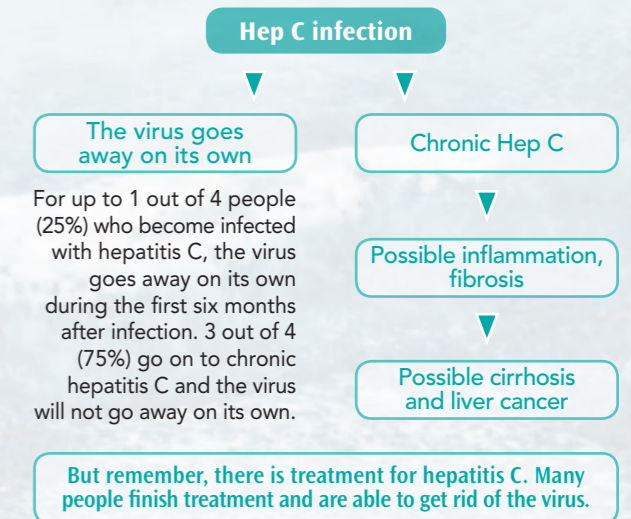 Hep C infection
The virus goes
away on its own
For up to 1 out of 4 people
(25%) who become infected
with hepatitis C, the virus
goes away on its own
during the first six months
after infection. 3 out of 4
(75%) go on to chronic
hepatitis C and the virus
will not go away on its own.
Chronic Hep C
Possible inflammation,
fibrosis
Possible cirrhosis
and liver cancer
But remember, there is treatment for hepatitis C. Many
people finish treatment and are able to get rid of the virus.